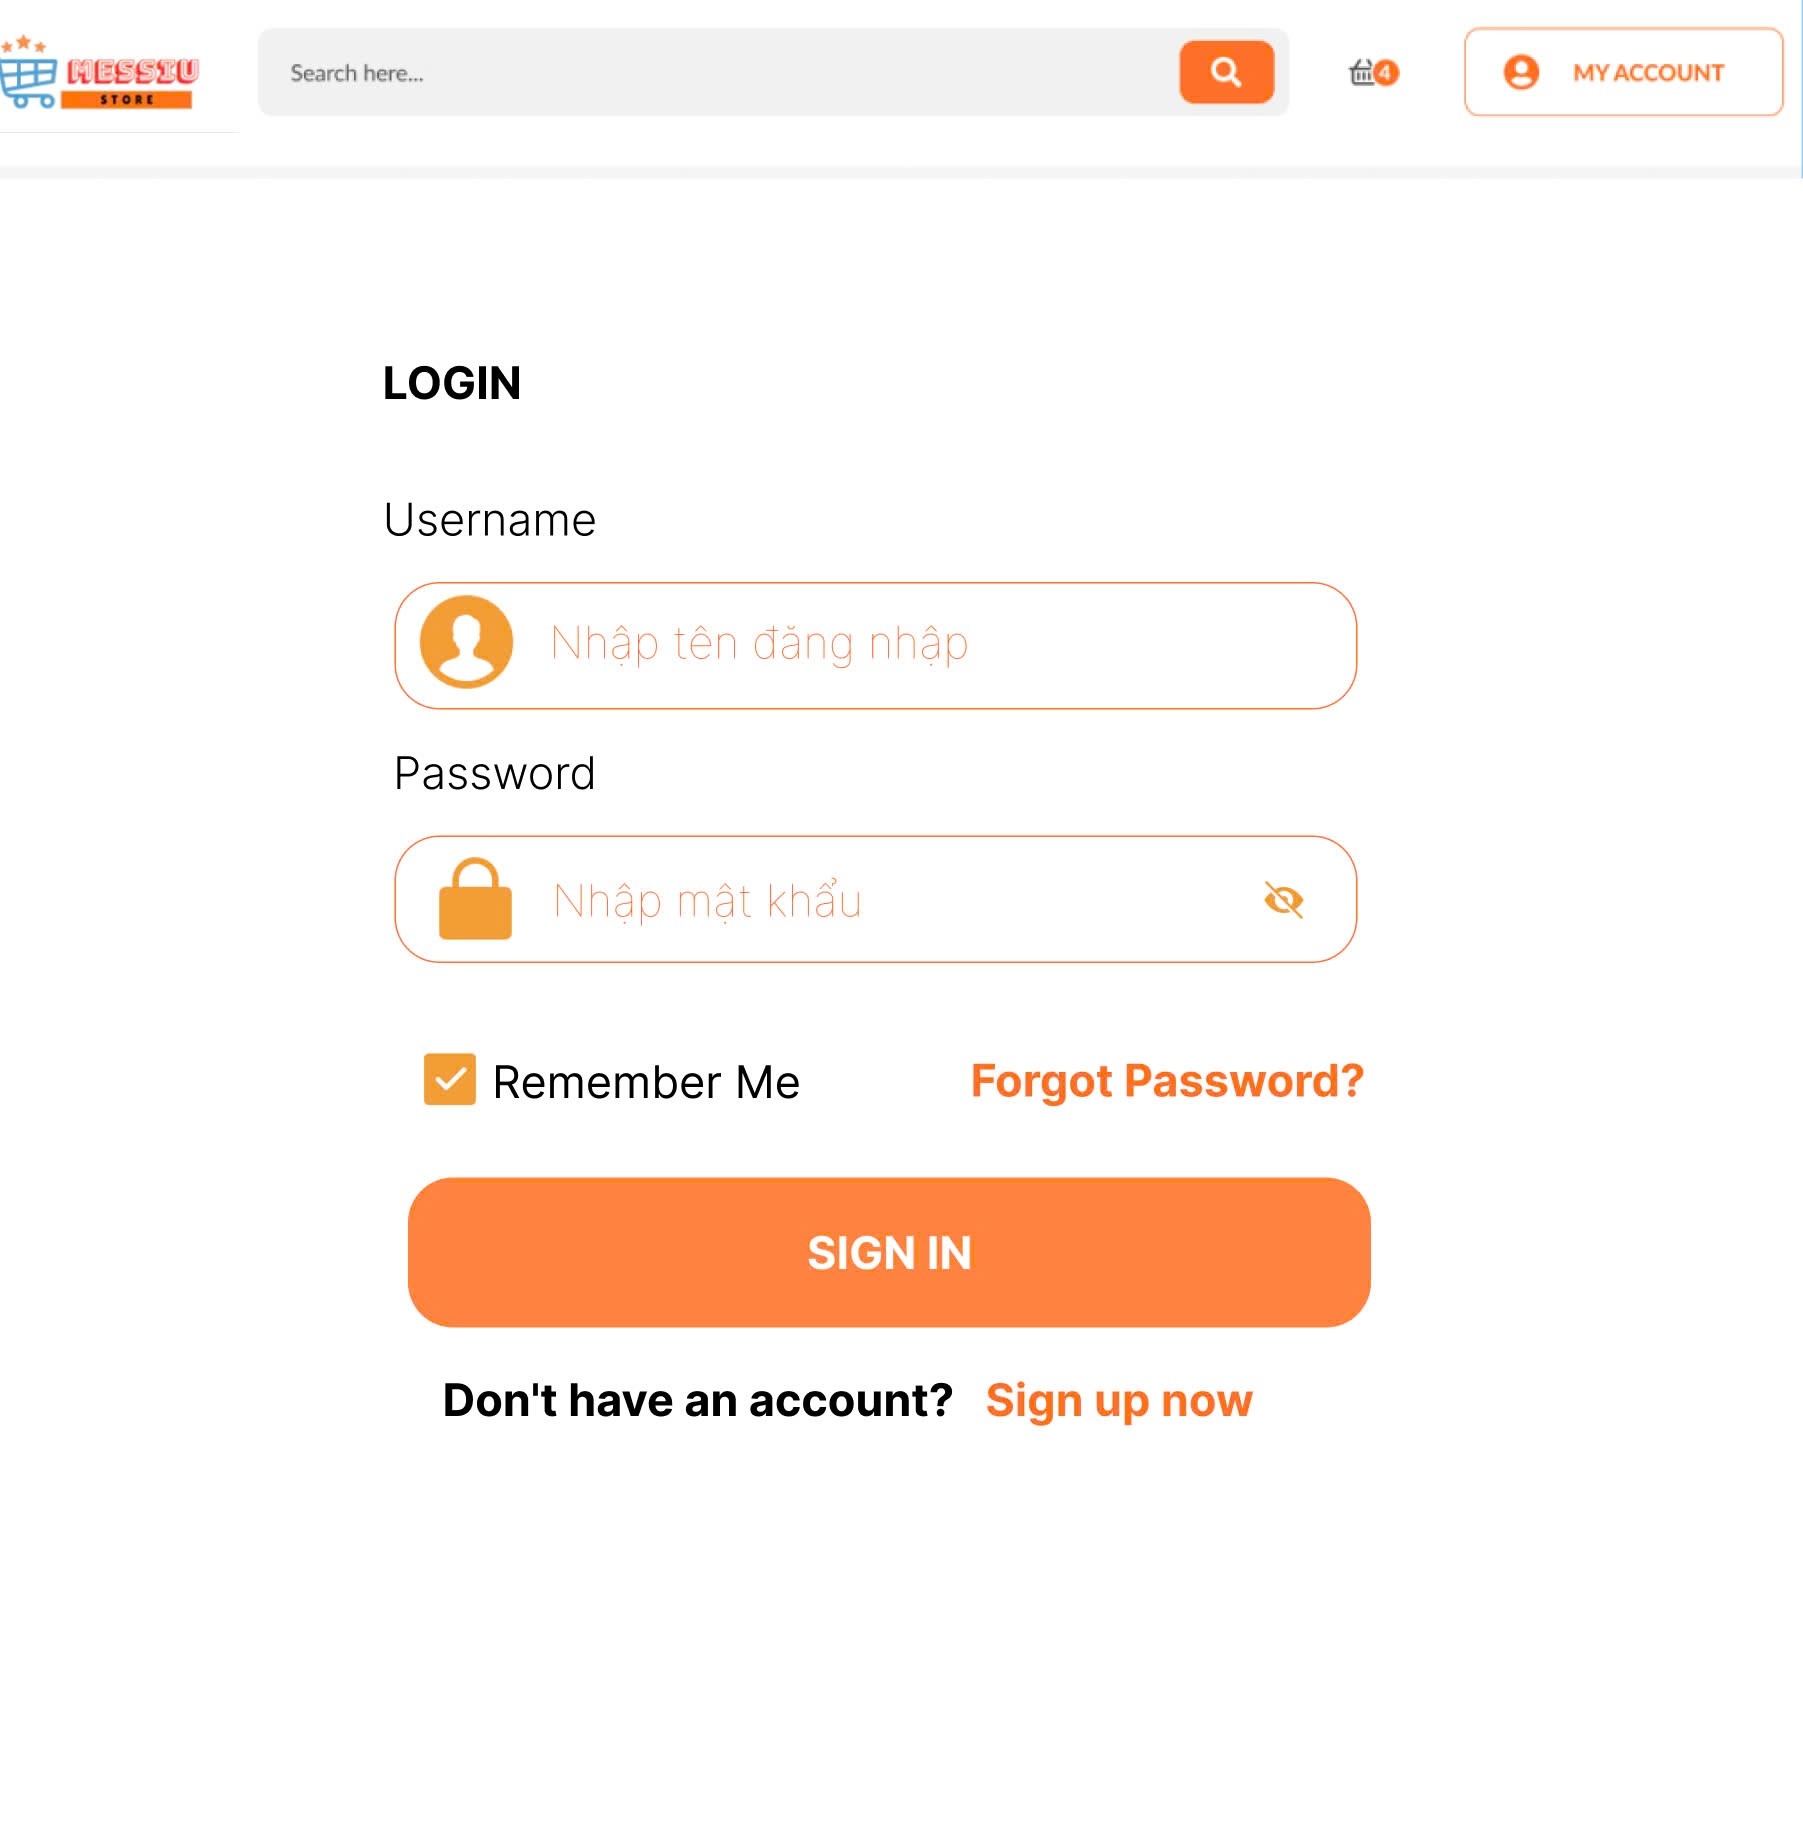 MESSIU
STORE
Search here...
4
MY ACCOUNT
LOGIN
Username
Nhập tên đăng nhập
Password
Nhập mật khẩu
Remember Me
Forgot Password?
SIGN IN
Don't have an account? Sign up now